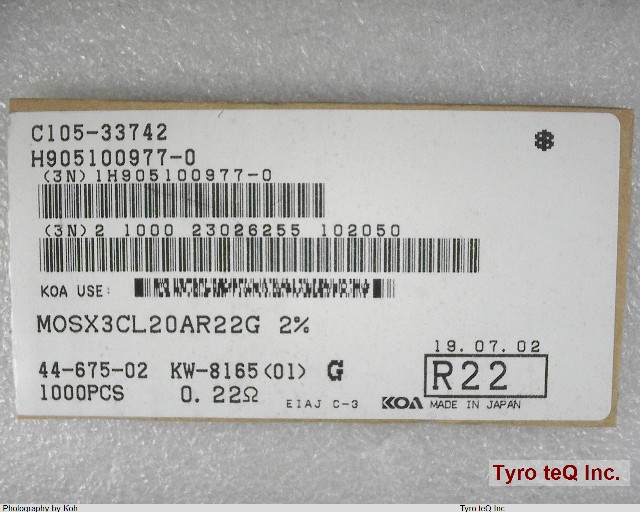 C105-33742
H905100977-0
(3N)1H905100977-0
(3N)2 1000 23026255 102050
KOA USE:
MOSX3CL20AR22G 2%
19.07.02
44-675-02 KW-8165(01) G
R22
1000PCS 0.22Ω EIAJ C-3 KOA MADE IN JAPAN
Tyro teQ Inc.
Photography by Koh Tyro teQ Inc